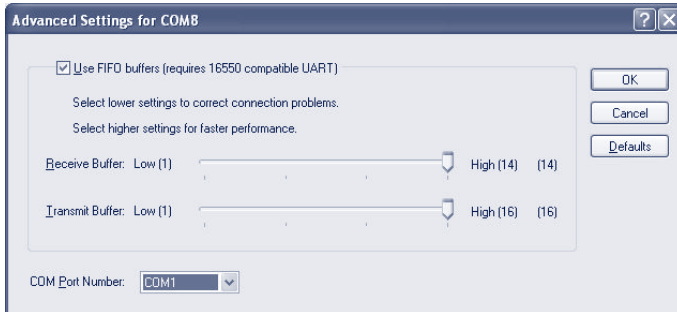 Advanced Settings for COM8
Use FIFO buffers (requires 16550 compatible UART)
OK
Select lower settings to correct connection problems.
Cancel
Select higher settings for faster performance.
Defaults
Receive Buffer: Low (1) High (14) (14)
Transmit Buffer: Low (1) High (16) (16)
COM Port Number: COM1